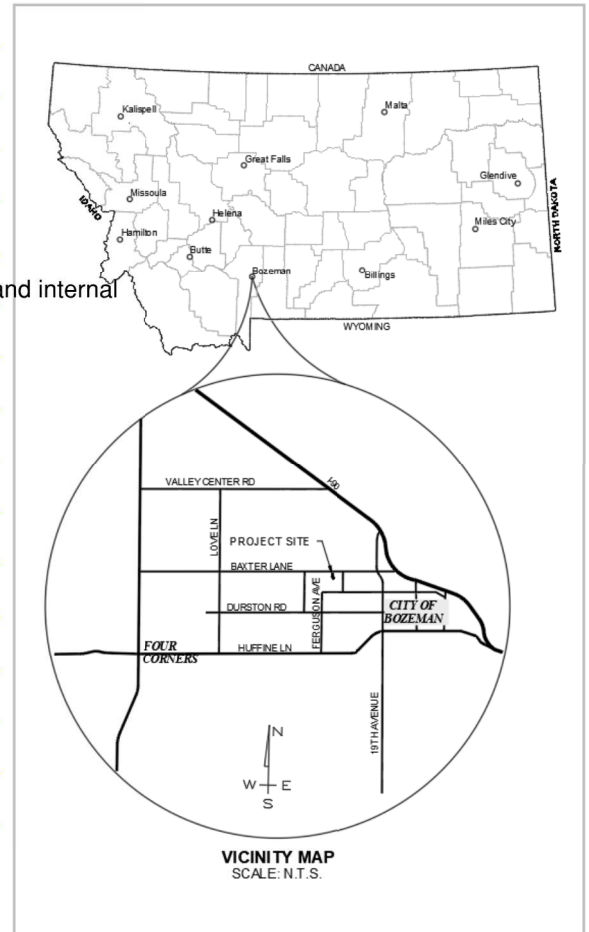 CANADA
Kalispell
Malta
Great Falls
Glendive
Missoula
IDAHO
Helena
NORTH DAKOTA
Hamilton
Miles City
Butte
Bozeman
Billings
and internal
WYOMING
VALLEY CENTER RD
I-90
LOVE LN
PROJECT SITE
BAXTER LANE
FERGUSON AVE
DURSTON RD
CITY OF
BOZEMAN
FOUR
CORNERS
HUFFINE LN
19TH AVENUE
N
W E
S
VICINITY MAP
SCALE: N.T.S.